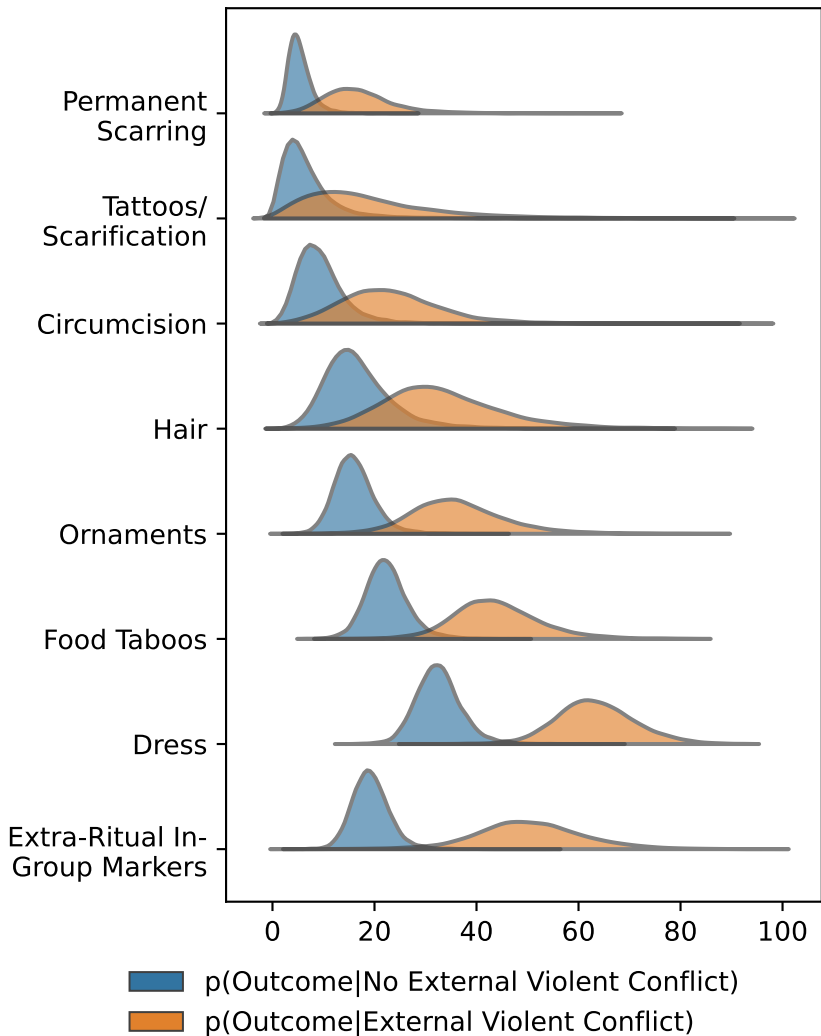 Permanent
Scarring
Tattoos/
Scarification
Circumcision
Hair
Ornaments
Food Taboos
Dress
Extra-Ritual In-
Group Markers
0 20 40 60 80 100
p(Outcome|No External Violent Conflict)
p(Outcome|External Violent Conflict)